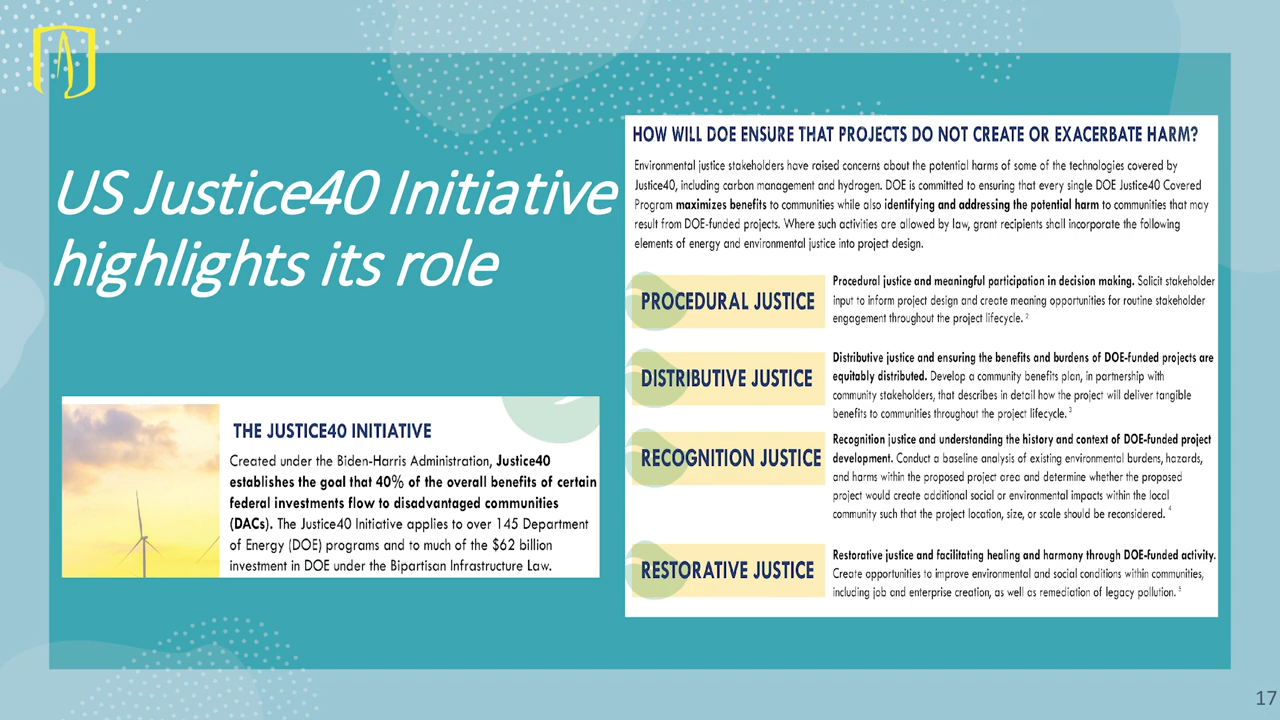 US Justice40 Initiative
highlights its role
THE JUSTICE40 INITIATIVE
Created under the Biden-Harris Administration, Justice40
establishes the goal that 40% of the overall benefits of certain
federal investments flow to disadvantaged communities
(DACs). The Justice40 Initiative applies to over 145 Department
of Energy (DOE) programs and to much of the $62 billion
investment in DOE under the Bipartisan Infrastructure Law.
HOW WILL DOE ENSURE THAT PROJECTS DO NOT CREATE OR EXACERBATE HARM?
Environmental justice stakeholders have raised concerns about the potential harms of some of the technologies covered by
Justice40, including carbon management and hydrogen. DOE is committed to ensuring that every single DOE Justice40 Covered
Program maximizes benefits to communities while also identifying and addressing the potential harm to communities that may
result from DOE-funded projects. Where such activities are allowed by law, grant recipients shall incorporate the following
elements of energy and environmental justice into project design.
PROCEDURAL JUSTICE
Procedural justice and meaningful participation in decision making. Solicit stakeholder
input to inform project design and create meaning opportunities for routine stakeholder
engagement throughout the project lifecycle. 2
DISTRIBUTIVE JUSTICE
Distributive justice and ensuring the benefits and burdens of DOE-funded projects are
equitably distributed. Develop a community benefits plan, in partnership with
community stakeholders, that describes in detail how the project will deliver tangible
benefits to communities throughout the project lifecycle. 3
RECOGNITION JUSTICE
Recognition justice and understanding the history and context of DOE-funded project
development. Conduct a baseline analysis of existing environmental burdens, hazards,
and harms within the proposed project area and determine whether the proposed
project would create additional social or environmental impacts within the local
community such that the project location, size, or scale should be reconsidered. 4
RESTORATIVE JUSTICE
Restorative justice and facilitating healing and harmony through DOE-funded activity.
Create opportunities to improve environmental and social conditions within communities,
including job and enterprise creation, as well as remediation of legacy pollution. 5
17